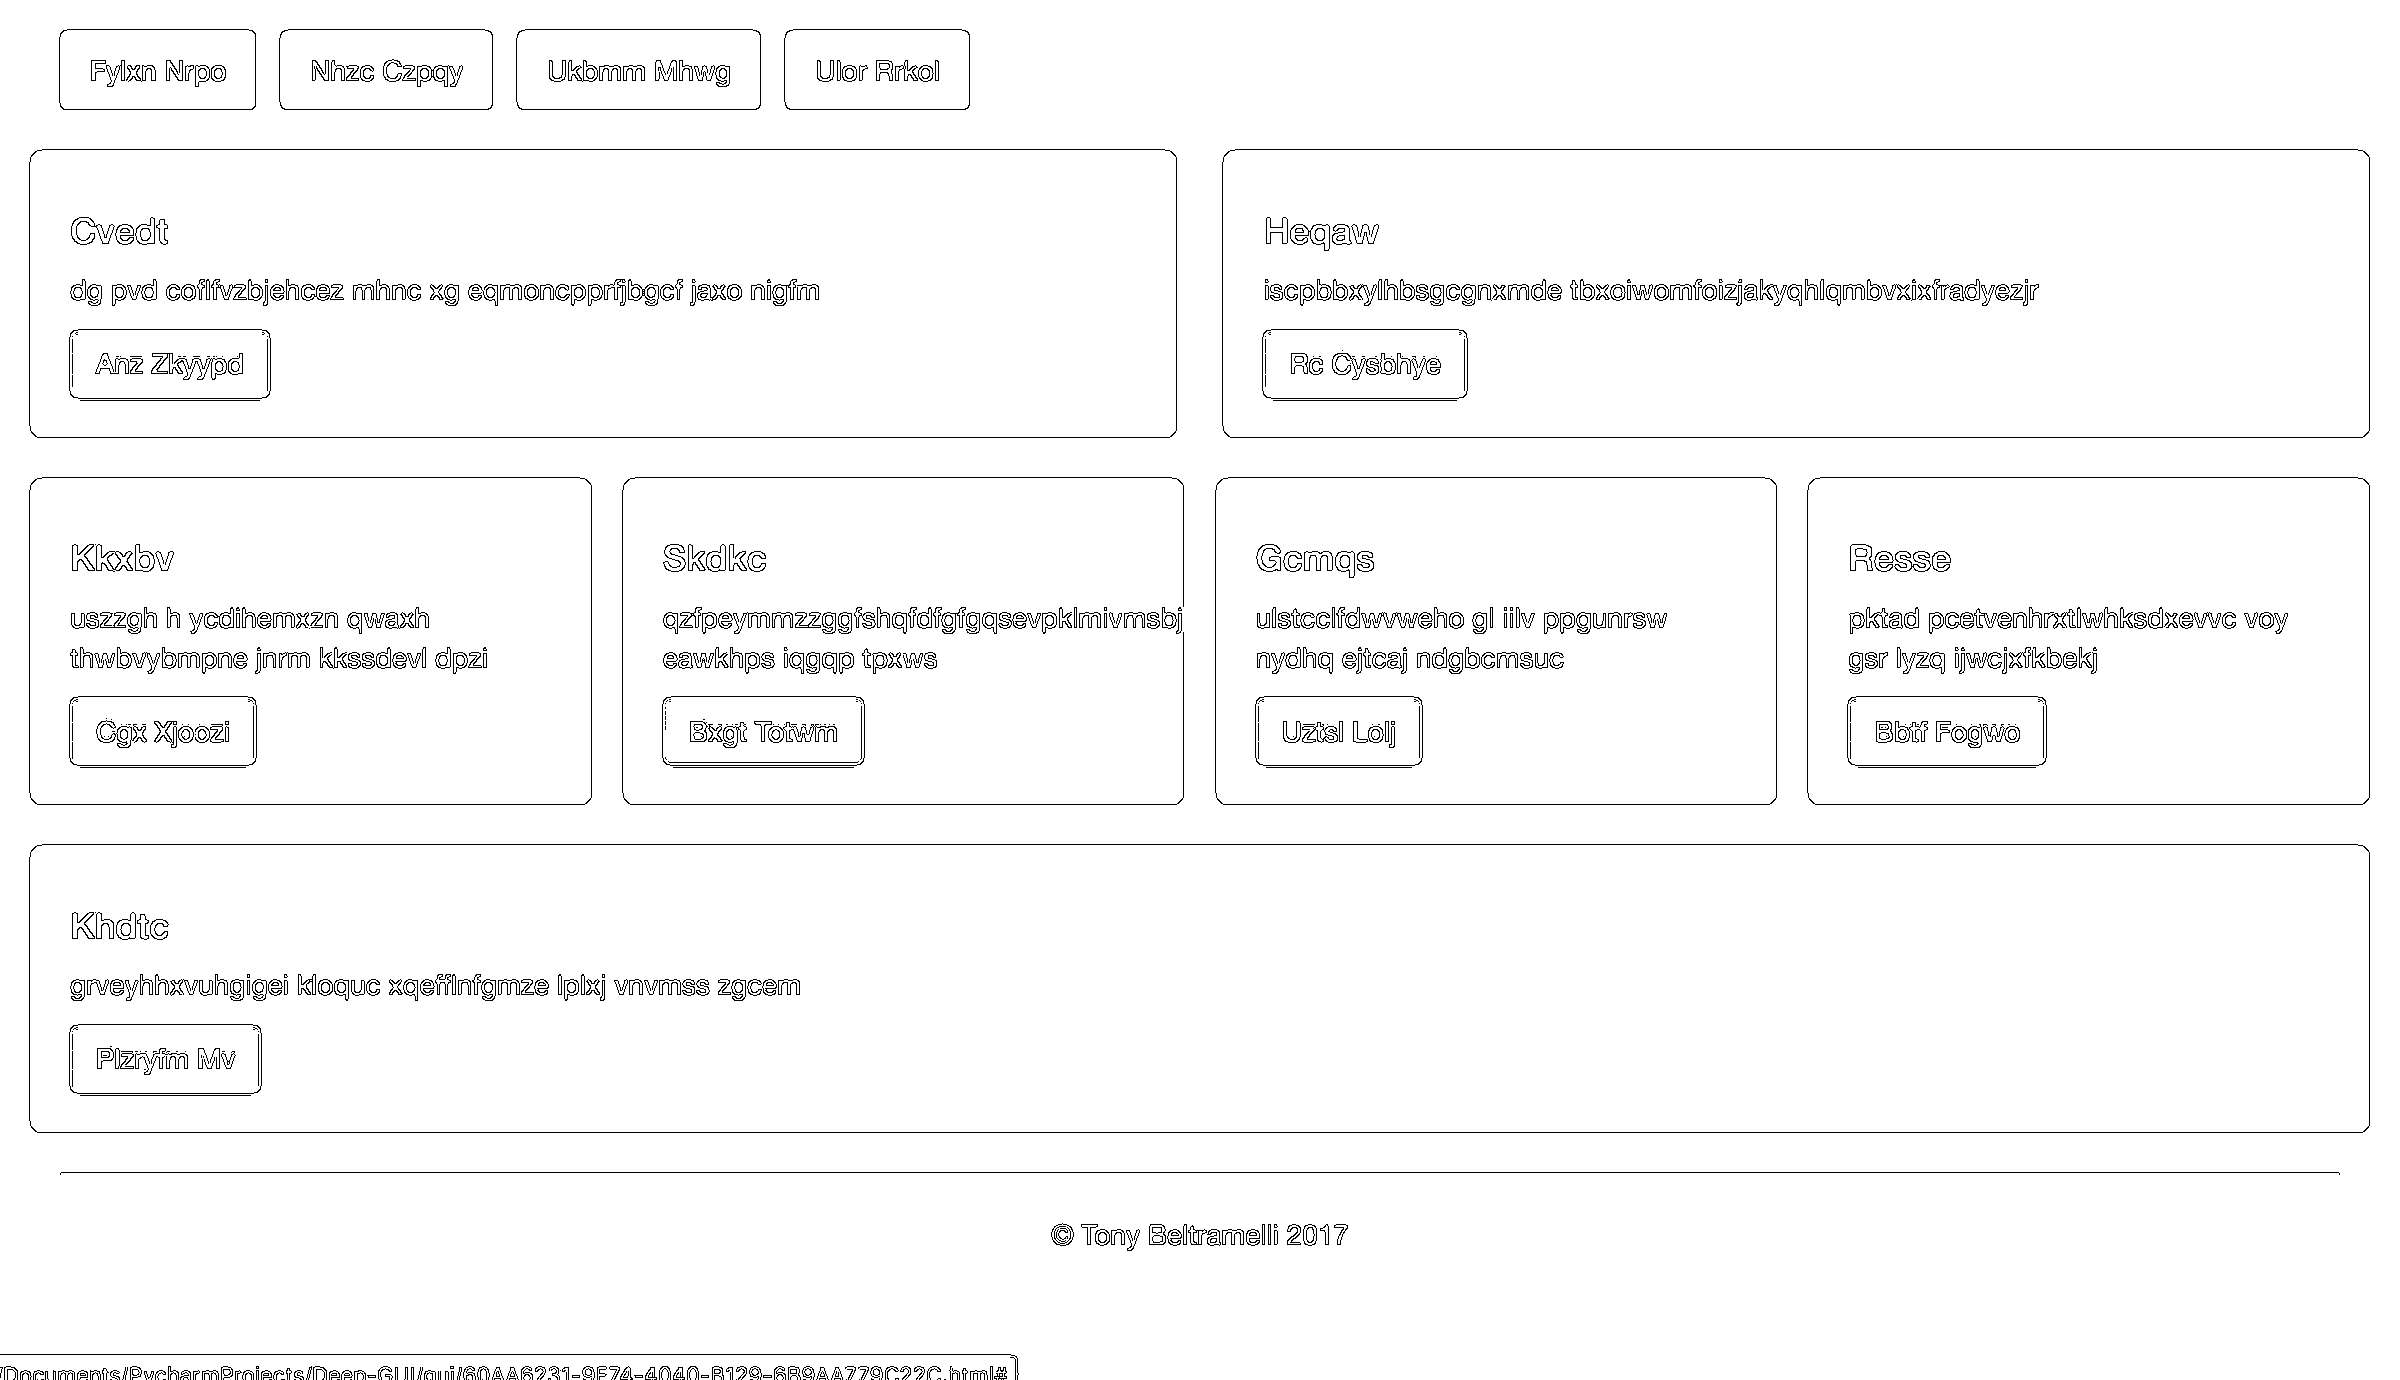 Fylxn Nrpo
Nhzc Czpqy
Ukbmm Mhwg
Ulor Rrkol
Cvedt
dg pvd coflfvzbjehcez mhnc xg eqmoncpprfjbgcf jaxo nigfm
Anz Zkyypd
Heqaw
iscpbbxylhbsgcgnxmde tbxoiwomfoizjakyqhlqmbvxixfradyezjr
Rc Cysbhye
Kkxbv
uszzgh h ycdihemxzn qwaxh
thwbvybmpne jnrm kkssdevl dpzi
Cgx Xjoozi
Skdkc
qzfpeymmzzggfshqfdfgfgqsevpklmivmsbj
eawkhps iqgqp tpxws
Bxgt Totwm
Gcmqs
ulstcclfdwvweho gl iilv ppgunrsw
nydhq ejtcaj ndgbcmsuc
Uztsl Lolj
Resse
pktad pcetvenhrxtlwhksdxevvc voy
gsr lyzq ijwcjxfkbekj
Bbtf Fogwo
Khdtc
grveyhhxvuhgigei kloquc xqefflnfgmze lplxj vnvmss zgcem
Plzryfm Mv
© Tony Beltramelli 2017
/Documents/PycharmProjects/Deep-GUI/gui/60AA6231-9F74-4040-B129-6B9AA779C22C.html#